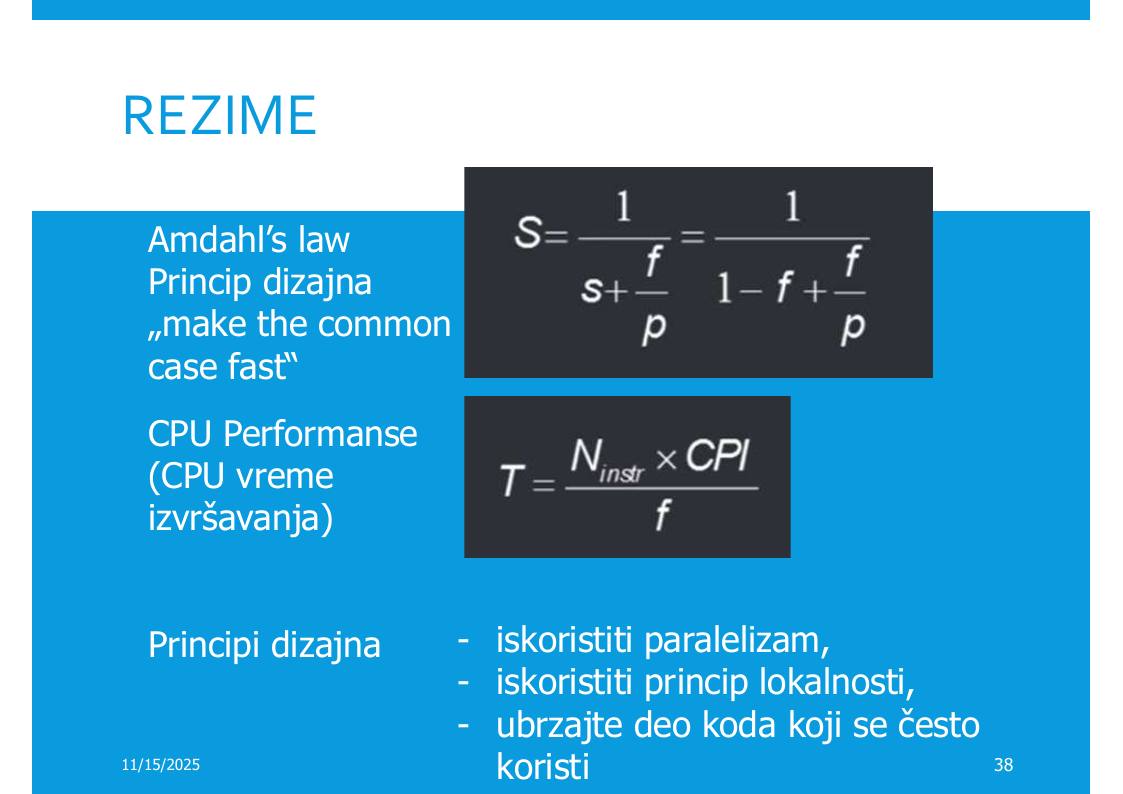 REZIME
Amdahl’s law
Princip dizajna
„make the common
case fast“
S = 1 / (s + f/p) = 1 / (1 − f + f/p)
CPU Performanse
(CPU vreme
izvršavanja)
T = N_instr × CPI / f
Principi dizajna
- iskoristiti paralelizam,
- iskoristiti princip lokalnosti,
- ubrzajte deo koda koji se često
koristi
11/15/2025
38